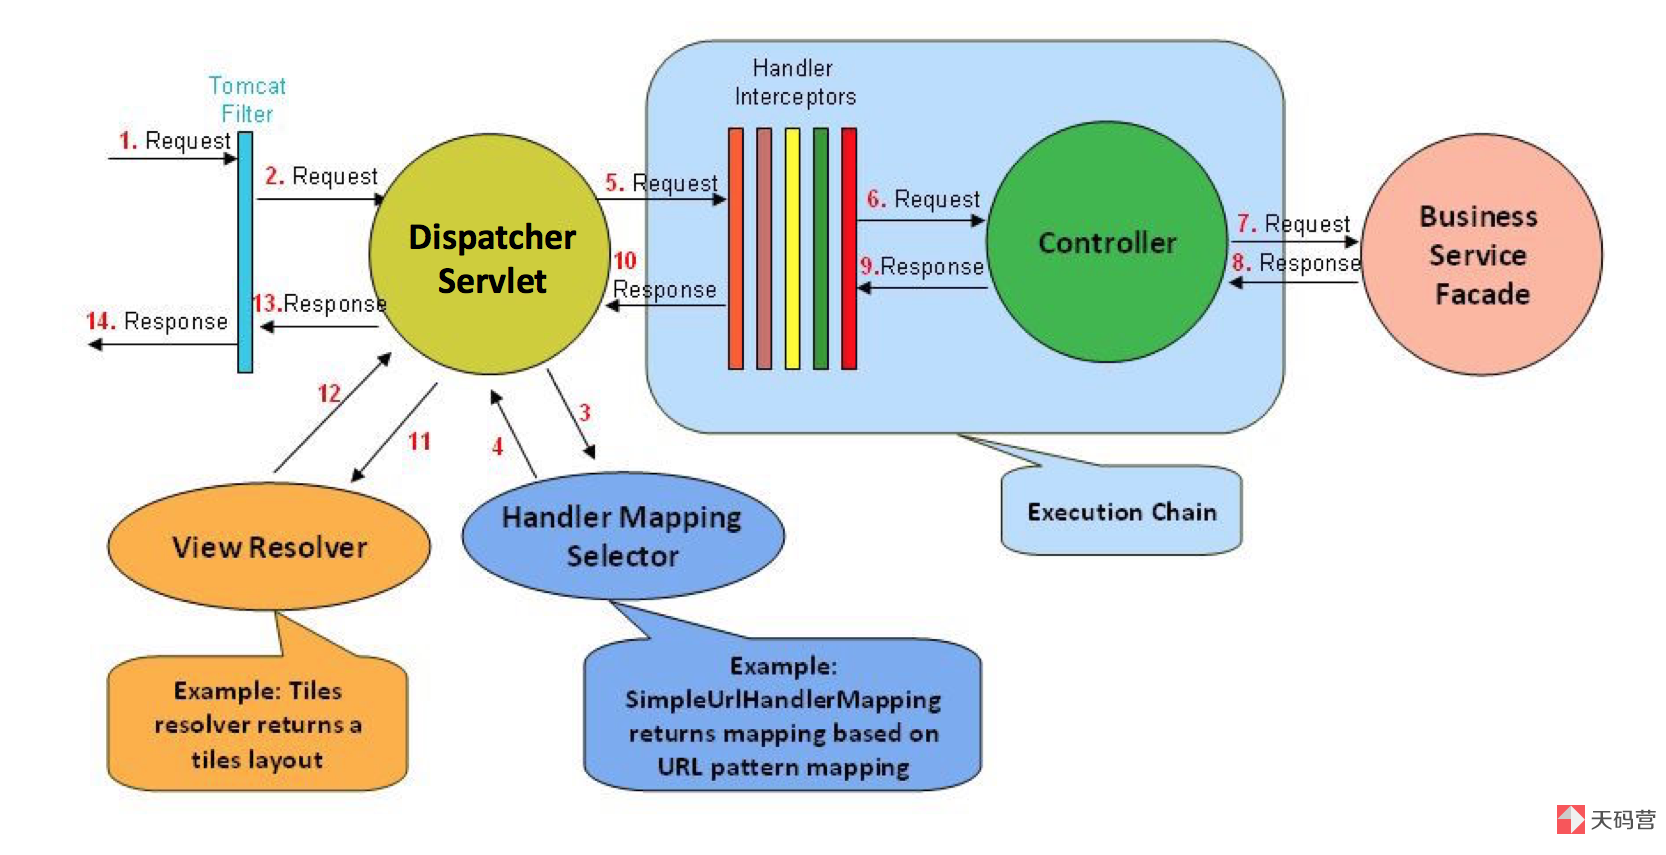 Tomcat
Filter
1. Request
2. Request
Dispatcher
Servlet
13.Response
14. Response
5. Request
10
Response
Handler
Interceptors
6. Request
9.Response
Controller
7. Request
8. Response
Business
Service
Facade
12
11
4
3
View Resolver
Handler Mapping
Selector
Execution Chain
Example: Tiles
resolver returns a
tiles layout
Example:
SimpleUrlHandlerMapping
returns mapping based on
URL pattern mapping
天码营